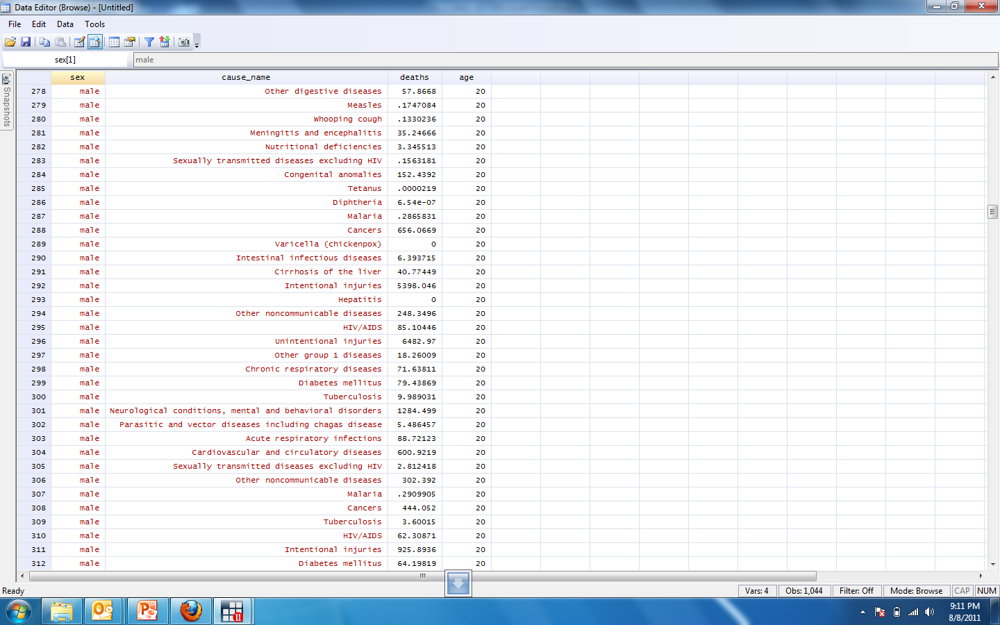 Data Editor (Browse) - [Untitled]
File Edit Data Tools
sex[1] male
Snapshots
sex cause_name deaths age
278 male Other digestive diseases 57.8668 20
279 male Measles .1747084 20
280 male Whooping cough .1330236 20
281 male Meningitis and encephalitis 35.24666 20
282 male Nutritional deficiencies 3.345513 20
283 male Sexually transmitted diseases excluding HIV .1563181 20
284 male Congenital anomalies 152.4392 20
285 male Tetanus .0000219 20
286 male Diphtheria 6.54e-07 20
287 male Malaria .2865831 20
288 male Cancers 656.0669 20
289 male Varicella (chickenpox) 0 20
290 male Intestinal infectious diseases 6.393715 20
291 male Cirrhosis of the liver 40.77449 20
292 male Intentional injuries 5398.046 20
293 male Hepatitis 0 20
294 male Other noncommunicable diseases 248.3496 20
295 male HIV/AIDS 85.10446 20
296 male Unintentional injuries 6482.97 20
297 male Other group 1 diseases 18.26009 20
298 male Chronic respiratory diseases 71.63811 20
299 male Diabetes mellitus 79.43869 20
300 male Tuberculosis 9.989031 20
301 male Neurological conditions, mental and behavioral disorders 1284.499 20
302 male Parasitic and vector diseases including chagas disease 5.486457 20
303 male Acute respiratory infections 88.72123 20
304 male Cardiovascular and circulatory diseases 600.9219 20
305 male Sexually transmitted diseases excluding HIV 2.812418 20
306 male Other noncommunicable diseases 302.392 20
307 male Malaria .2909905 20
308 male Cancers 444.052 20
309 male Tuberculosis 3.60015 20
310 male HIV/AIDS 62.30871 20
311 male Intentional injuries 925.8936 20
312 male Diabetes mellitus 64.19819 20
Ready Vars: 4 Obs: 1,044 Filter: Off Mode: Browse CAP NUM
11
9:11 PM
8/8/2011